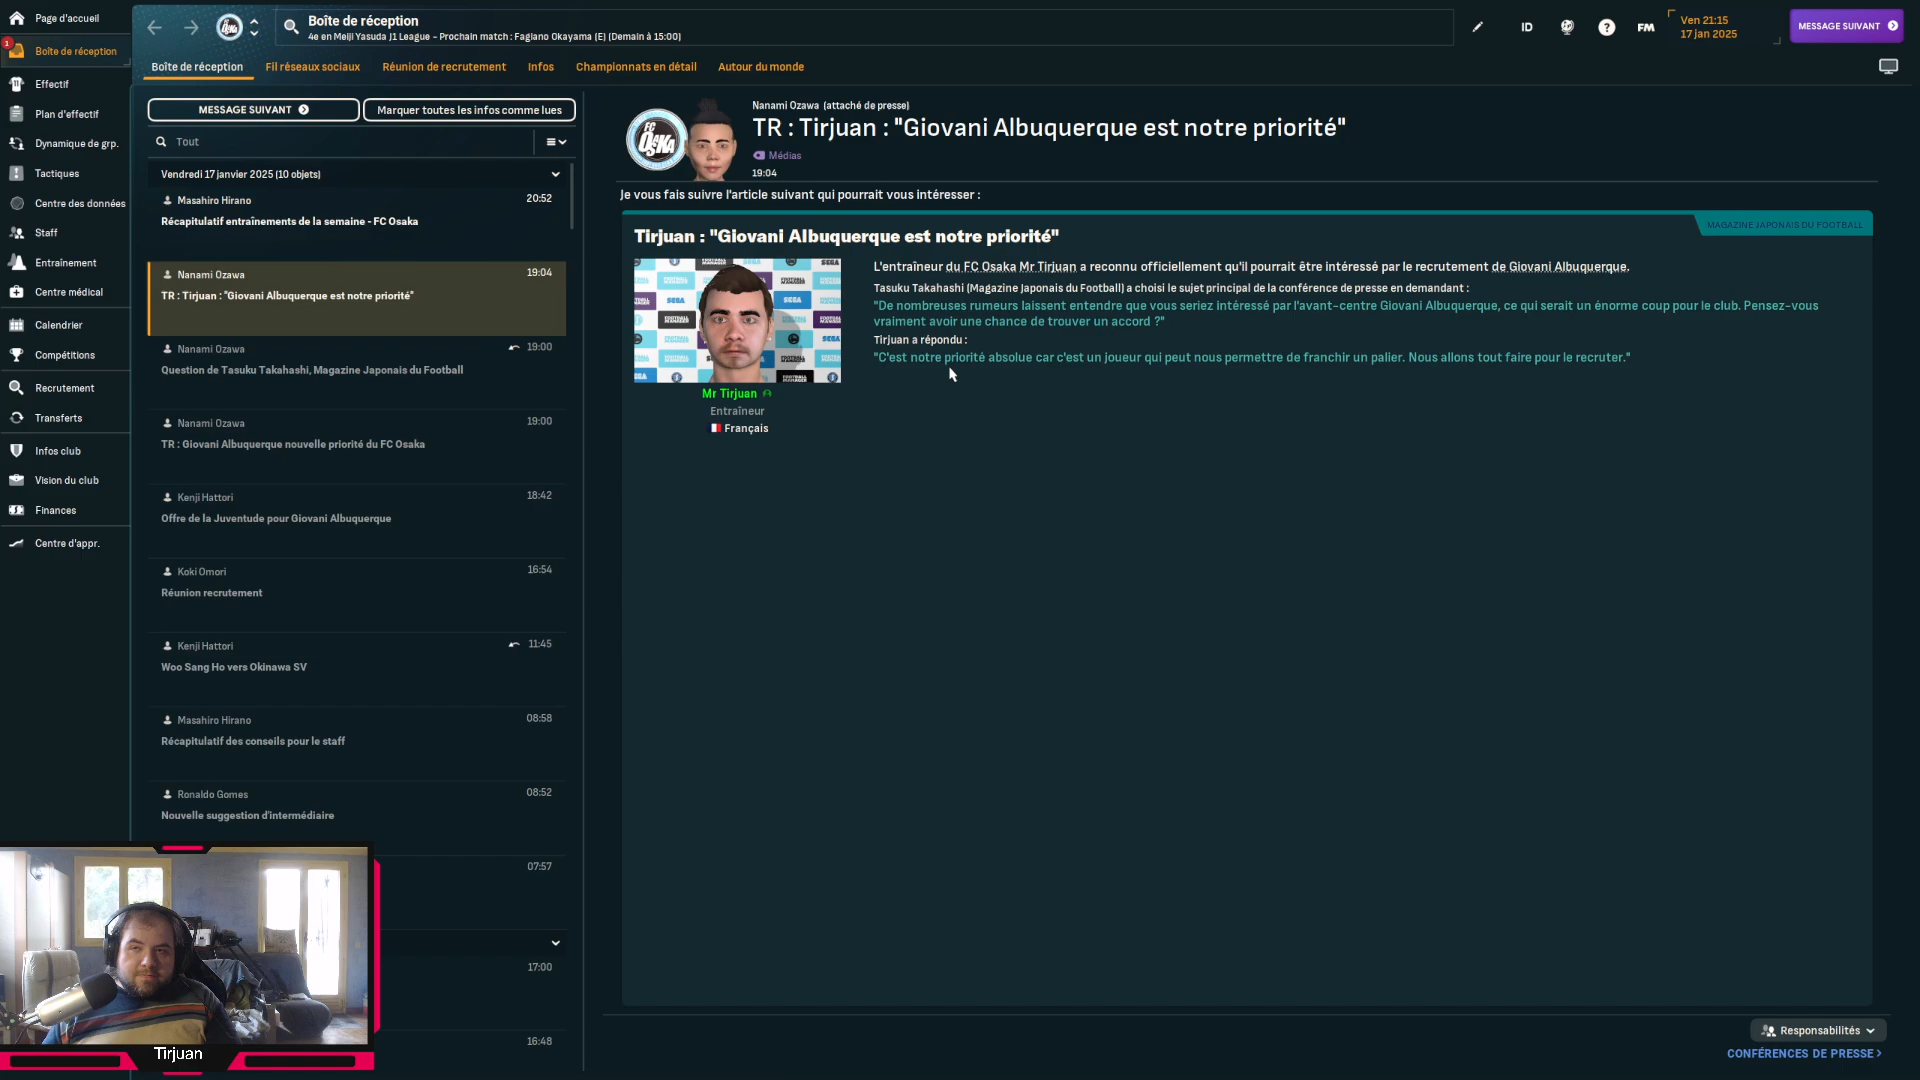 Page d'accueil
Boîte de réception
Effectif
Plan d'effectif
Dynamique de grp.
Tactiques
Centre des données
Staff
Entraînement
Centre médical
Calendrier
Compétitions
Recrutement
Transferts
Infos club
Vision du club
Finances
Centre d'appr.
1
Boîte de réception
4e en Meiji Yasuda J1 League - Prochain match : Fagiano Okayama (E) (Demain à 15:00)
ID
FM
Ven 21:15
17 jan 2025
MESSAGE SUIVANT
Boîte de réception
Fil réseaux sociaux
Réunion de recrutement
Infos
Championnats en détail
Autour du monde
MESSAGE SUIVANT
Marquer toutes les infos comme lues
Tout
Vendredi 17 janvier 2025 (10 objets)
Masahiro Hirano 20:52
Récapitulatif entraînements de la semaine - FC Osaka
Nanami Ozawa 19:04
TR : Tirjuan : "Giovani Albuquerque est notre priorité"
Nanami Ozawa 19:00
Question de Tasuku Takahashi, Magazine Japonais du Football
Nanami Ozawa 19:00
TR : Giovani Albuquerque nouvelle priorité du FC Osaka
Kenji Hattori 18:42
Offre de la Juventude pour Giovani Albuquerque
Koki Omori 16:54
Réunion recrutement
Kenji Hattori 11:45
Woo Sang Ho vers Okinawa SV
Masahiro Hirano 08:58
Récapitulatif des conseils pour le staff
Ronaldo Gomes 08:52
Nouvelle suggestion d'intermédiaire
07:57
17:00
16:48
Nanami Ozawa (attaché de presse)
TR : Tirjuan : "Giovani Albuquerque est notre priorité"
Médias
19:04
Je vous fais suivre l'article suivant qui pourrait vous intéresser :
MAGAZINE JAPONAIS DU FOOTBALL
Tirjuan : "Giovani Albuquerque est notre priorité"
L'entraîneur du FC Osaka Mr Tirjuan a reconnu officiellement qu'il pourrait être intéressé par le recrutement de Giovani Albuquerque.
Tasuku Takahashi (Magazine Japonais du Football) a choisi le sujet principal de la conférence de presse en demandant :
"De nombreuses rumeurs laissent entendre que vous seriez intéressé par l'avant-centre Giovani Albuquerque, ce qui serait un énorme coup pour le club. Pensez-vous
vraiment avoir une chance de trouver un accord ?"
Tirjuan a répondu :
"C'est notre priorité absolue car c'est un joueur qui peut nous permettre de franchir un palier. Nous allons tout faire pour le recruter."
Mr Tirjuan
Entraîneur
Français
Responsabilités
CONFÉRENCES DE PRESSE
Tirjuan